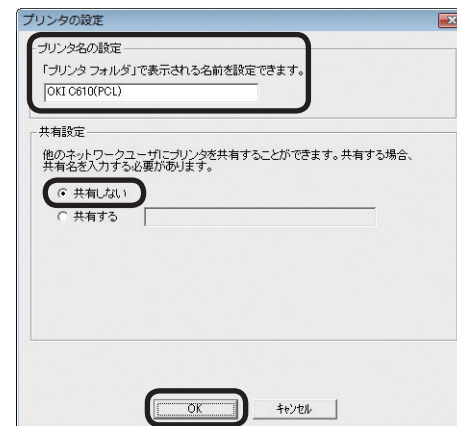 プリンタの設定
プリンタ名の設定
「プリンタ フォルダ」で表示される名前を設定できます。
OKI C610(PCL)
共有設定
他のネットワークユーザにプリンタを共有することができます。共有する場合、
共有名を入力する必要があります。
共有しない
共有する
OK
キャンセル